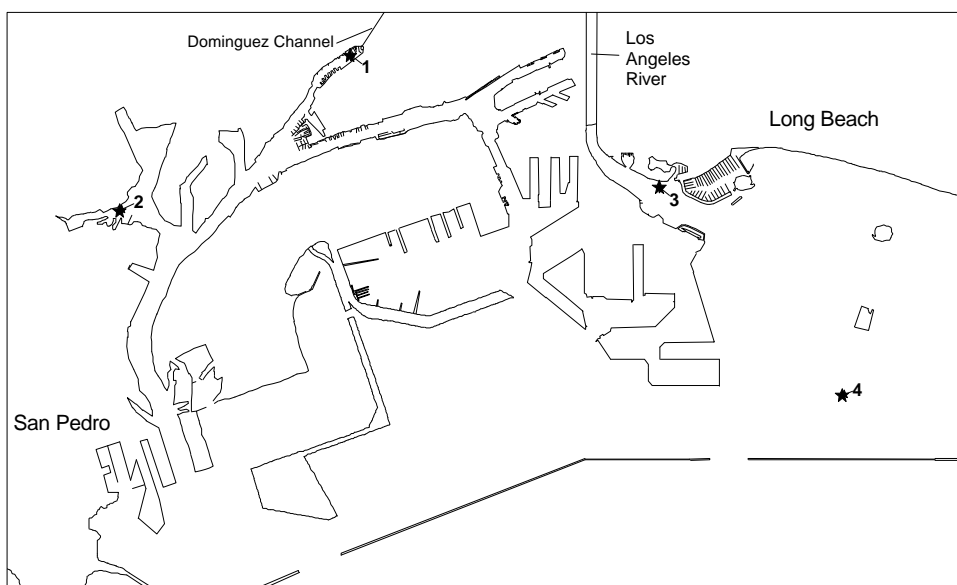 Dominguez Channel
1
Los
Angeles
River
Long Beach
2
3
4
San Pedro